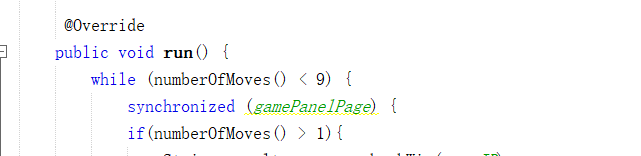 @Override
public void run() {
while (numberOfMoves() < 9) {
synchronized (gamePanelPage) {
if(numberOfMoves() > 1){